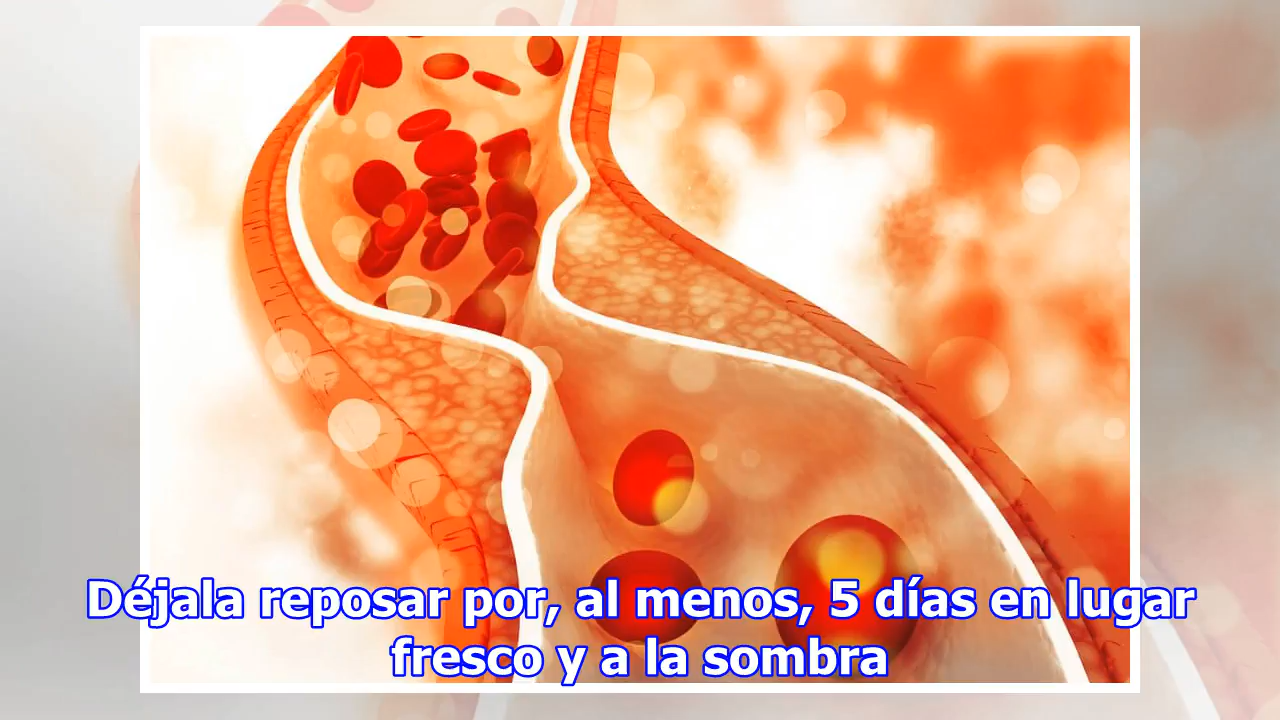 Déjala reposar por, al menos, 5 días en lugar
fresco y a la sombra